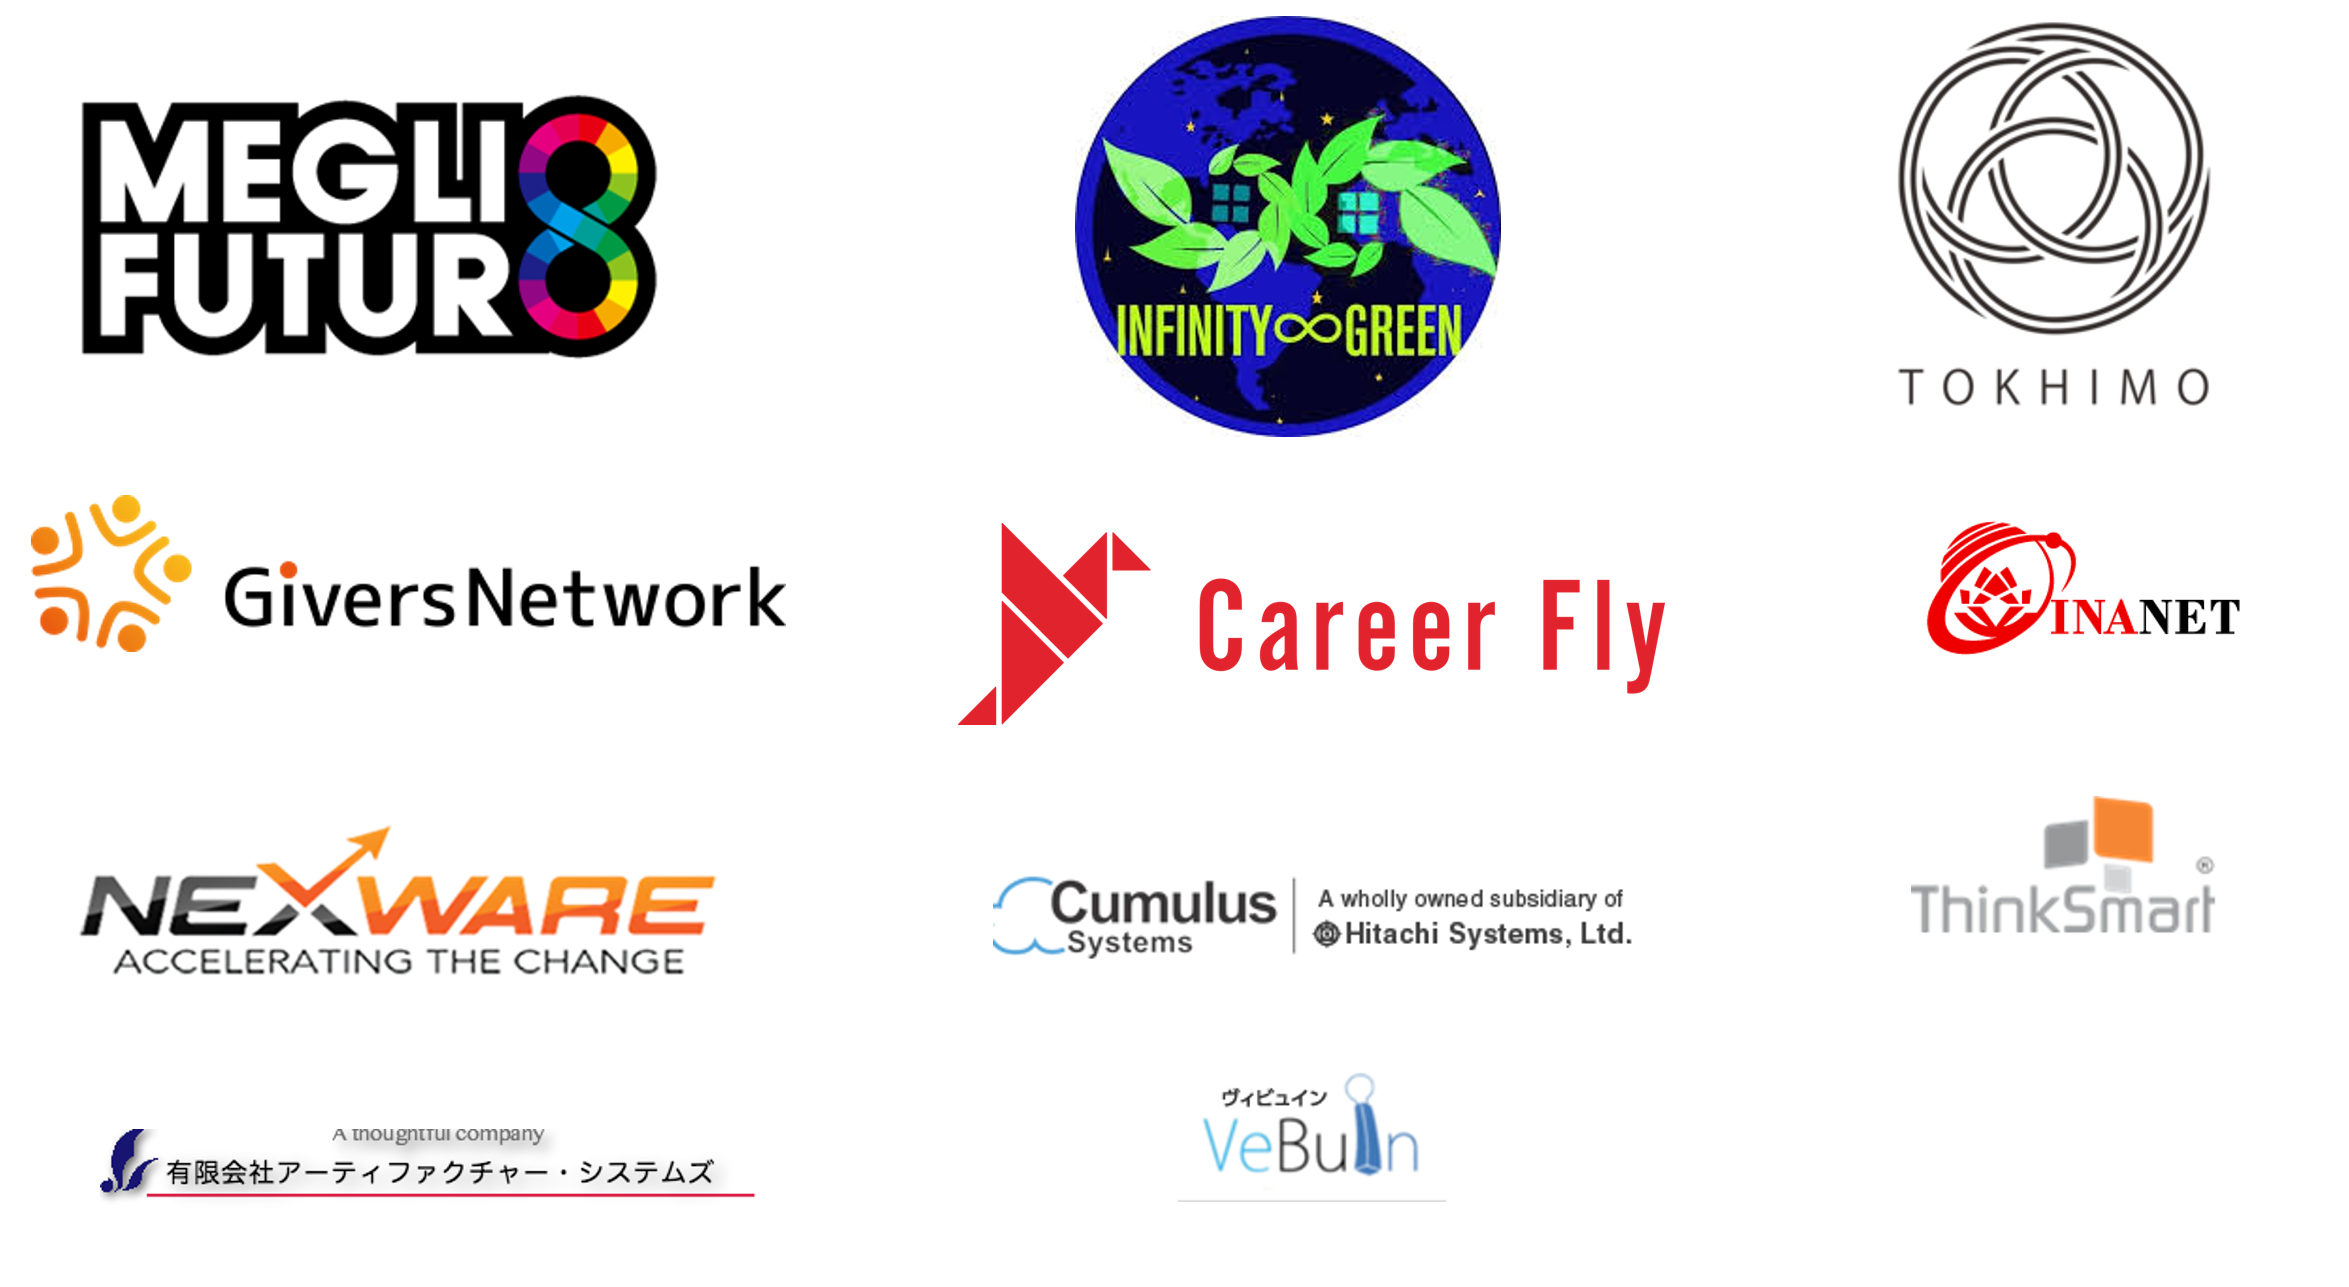 MEGLI8
FUTUR8
INFINITY∞GREEN
TOKHIMO
GiversNetwork
Career Fly
INANET
NEXWARE
ACCELERATING THE CHANGE
Cumulus
Systems
A wholly owned subsidiary of
Hitachi Systems, Ltd.
ThinkSmart®
A thoughtful company
有限会社アーティファクチャー・システムズ
ヴィビュイン
VeBuIn